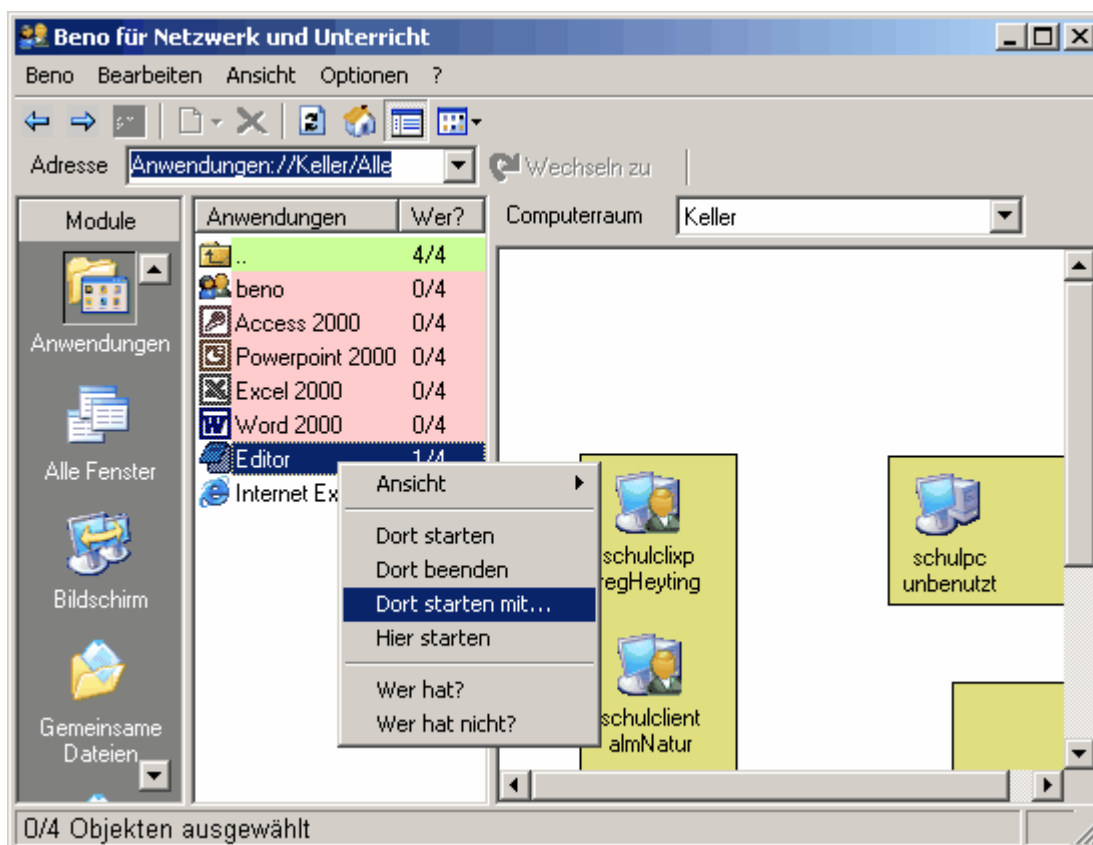 Beno für Netzwerk und Unterricht
Beno Bearbeiten Ansicht Optionen ?
Adresse Anwendungen://Keller/Alle Wechseln zu
Module
Anwendungen
Alle Fenster
Bildschirm
Gemeinsame
Dateien
Anwendungen Wer?
.. 4/4
beno 0/4
Access 2000 0/4
Powerpoint 2000 0/4
Excel 2000 0/4
Word 2000 0/4
Editor 1/4
Internet Ex
Ansicht
Dort starten
Dort beenden
Dort starten mit...
Hier starten
Wer hat?
Wer hat nicht?
Computerraum Keller
schulclixp
regHeyting
schulpc
unbenutzt
schulclient
almNatur
0/4 Objekten ausgewählt